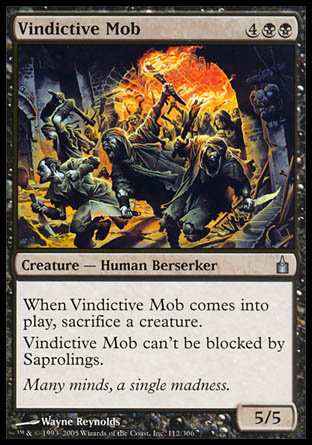 Vindictive Mob 4
Creature — Human Berserker
When Vindictive Mob comes into
play, sacrifice a creature.
Vindictive Mob can't be blocked by
Saprolings.
Many minds, a single madness.
Wayne Reynolds
™ & © 1993–2005 Wizards of the Coast, Inc. 112/306
5/5